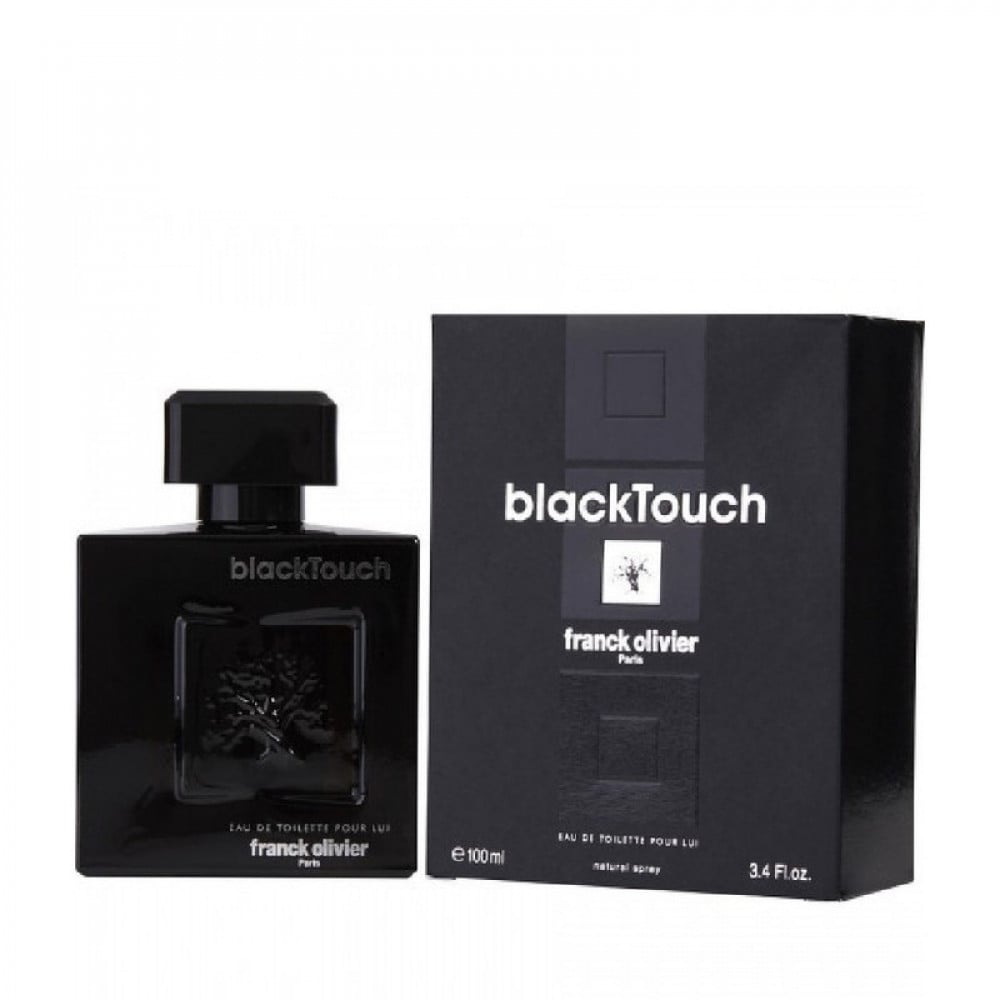 blackTouch
EAU DE TOILETTE POUR LUI
franck olivier
Paris
blackTouch
franck olivier
Paris
EAU DE TOILETTE POUR LUI
natural spray
e 100ml
3.4 Fl.oz.